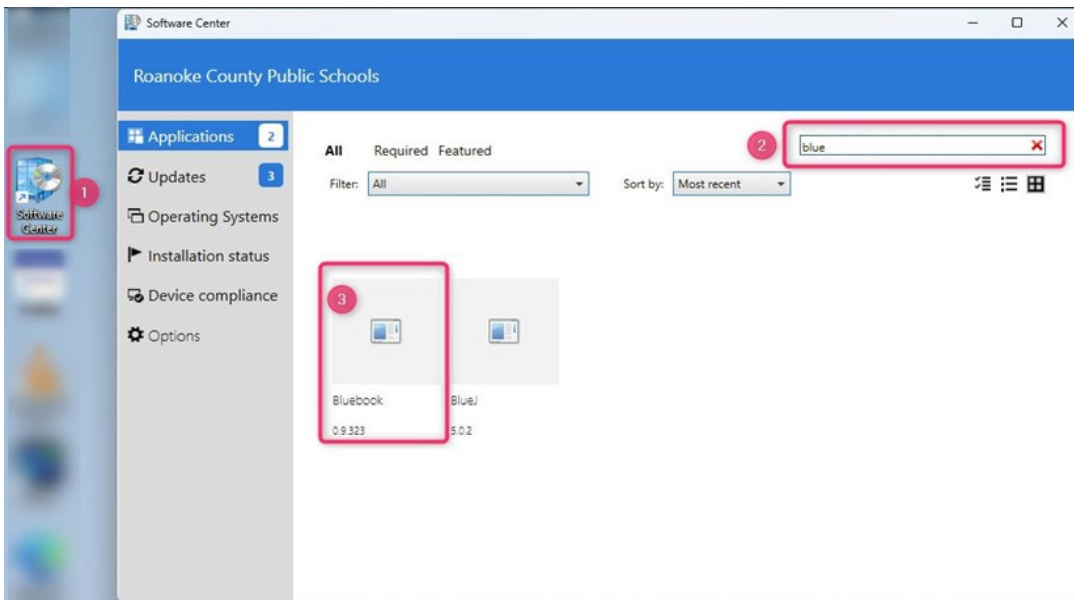 Software Center
Roanoke County Public Schools
Applications 2
Updates 3
Operating Systems
Installation status
Device compliance
Options
All Required Featured
2
blue
Filter: All
Sort by: Most recent
1
Software
Center
3
Bluebook
0.9.323
BlueJ
5.0.2